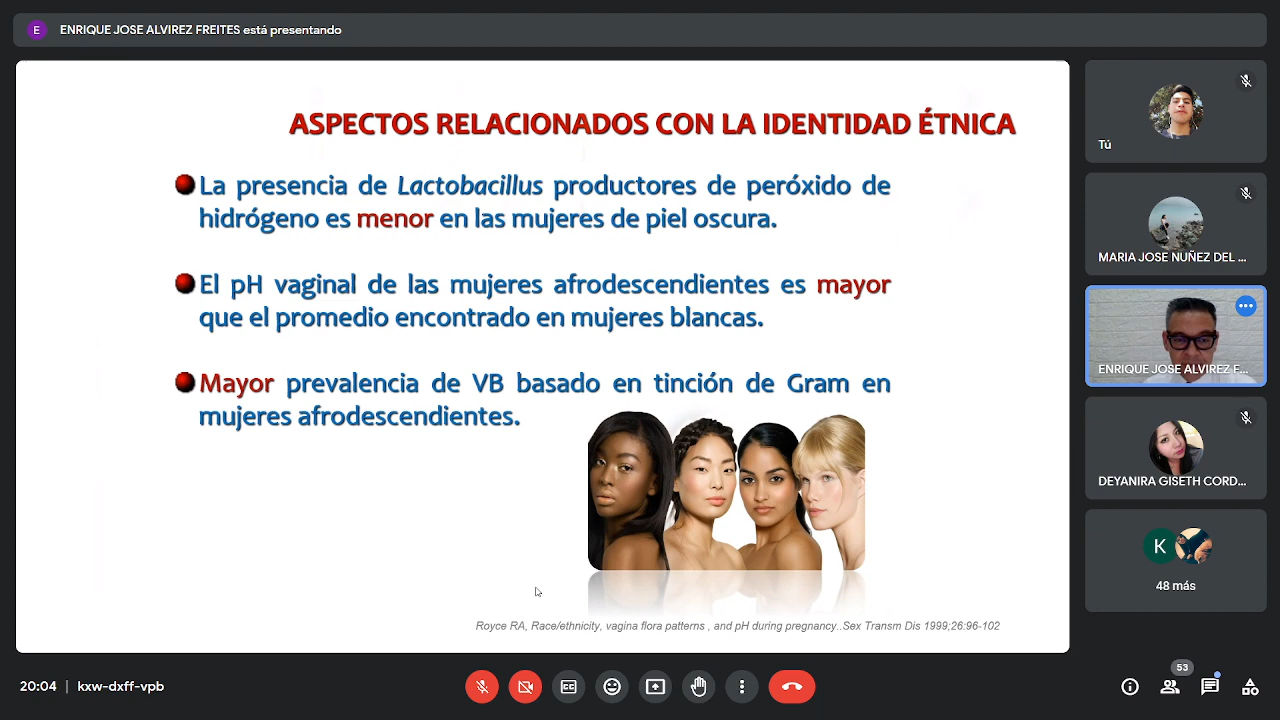 E
ENRIQUE JOSE ALVIREZ FREITES está presentando
ASPECTOS RELACIONADOS CON LA IDENTIDAD ÉTNICA
La presencia de Lactobacillus productores de peróxido de
hidrógeno es menor en las mujeres de piel oscura.
El pH vaginal de las mujeres afrodescendientes es mayor
que el promedio encontrado en mujeres blancas.
Mayor prevalencia de VB basado en tinción de Gram en
mujeres afrodescendientes.
Royce RA, Race/ethnicity, vagina flora patterns , and pH during pregnancy..Sex Transm Dis 1999;26:96-102
Tú
MARIA JOSE NUÑEZ DEL ...
ENRIQUE JOSE ALVIREZ F...
DEYANIRA GISETH CORD...
K
48 más
20:04 | kxw-dxff-vpb
53